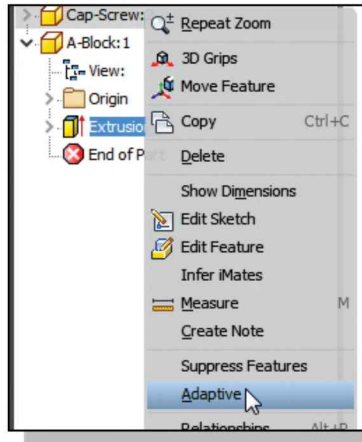 Cap-Screw:
Repeat Zoom
A-Block:1
3D Grips
View:
Move Feature
Origin
Copy Ctrl+C
End of
Delete
Show Dimensions
Edit Sketch
Edit Feature
Infer iMates
Measure M
Create Note
Suppress Features
Adaptive
Relationships